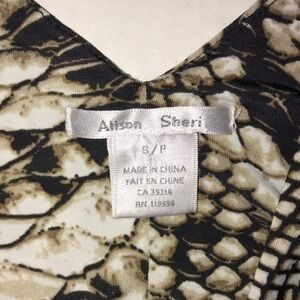 Alison Sheri
S/P
MADE IN CHINA
FAIT EN CHINE
CA 35316
RN 119556